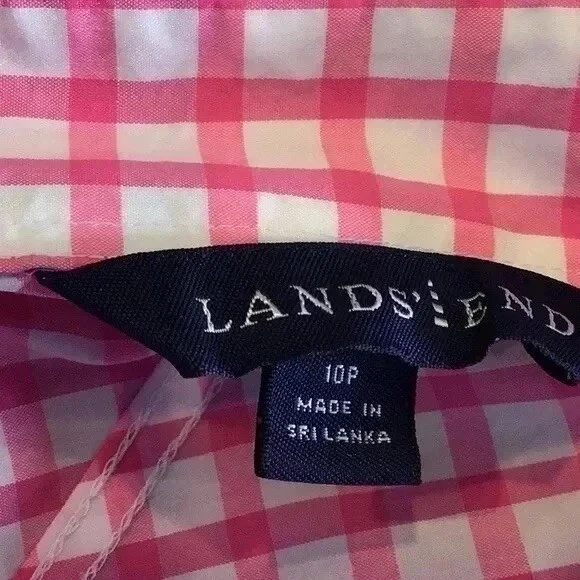 LANDS' END
10P
MADE IN
SRI LANKA